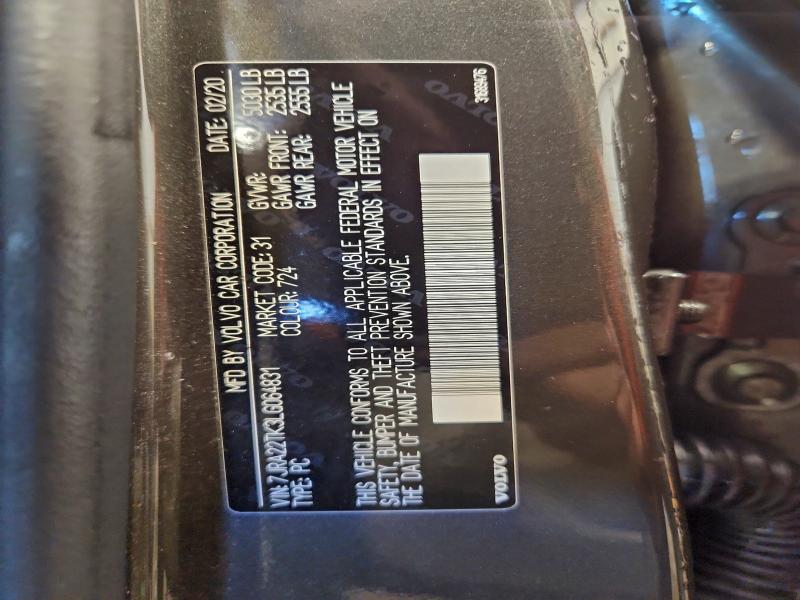 MFD BY VOLVO CAR CORPORATION DATE: 02/20
VIN: 7JRA22TK3LG064831 GVWR: 5030 LB
TYPE: PC MARKET CODE: 31 GAWR FRONT: 2535 LB
COLOUR: 724 GAWR REAR: 2555 LB
THIS VEHICLE CONFORMS TO ALL APPLICABLE FEDERAL MOTOR VEHICLE
SAFETY, BUMPER AND THEFT PREVENTION STANDARDS IN EFFECT ON
THE DATE OF MANUFACTURE SHOWN ABOVE.
VOLVO 31689476